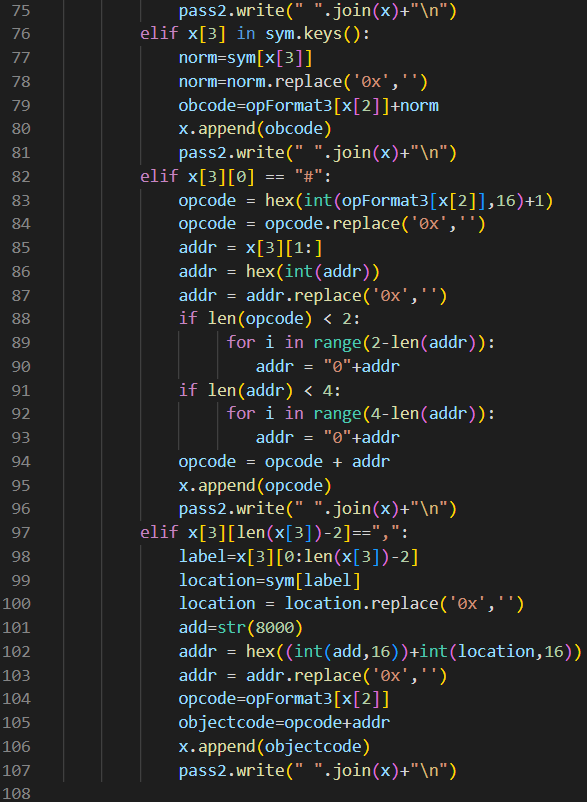 75 pass2.write(" ".join(x)+"\n")
76 elif x[3] in sym.keys():
77 norm=sym[x[3]]
78 norm=norm.replace('0x','')
79 obcode=opFormat3[x[2]]+norm
80 x.append(obcode)
81 pass2.write(" ".join(x)+"\n")
82 elif x[3][0] == "#":
83 opcode = hex(int(opFormat3[x[2]],16)+1)
84 opcode = opcode.replace('0x','')
85 addr = x[3][1:]
86 addr = hex(int(addr))
87 addr = addr.replace('0x','')
88 if len(opcode) < 2:
89 for i in range(2-len(addr)):
90 addr = "0"+addr
91 if len(addr) < 4:
92 for i in range(4-len(addr)):
93 addr = "0"+addr
94 opcode = opcode + addr
95 x.append(opcode)
96 pass2.write(" ".join(x)+"\n")
97 elif x[3][len(x[3])-2]==",":
98 label=x[3][0:len(x[3])-2]
99 location=sym[label]
100 location = location.replace('0x','')
101 add=str(8000)
102 addr = hex((int(add,16))+int(location,16))
103 addr = addr.replace('0x','')
104 opcode=opFormat3[x[2]]
105 objectcode=opcode+addr
106 x.append(objectcode)
107 pass2.write(" ".join(x)+"\n")
108